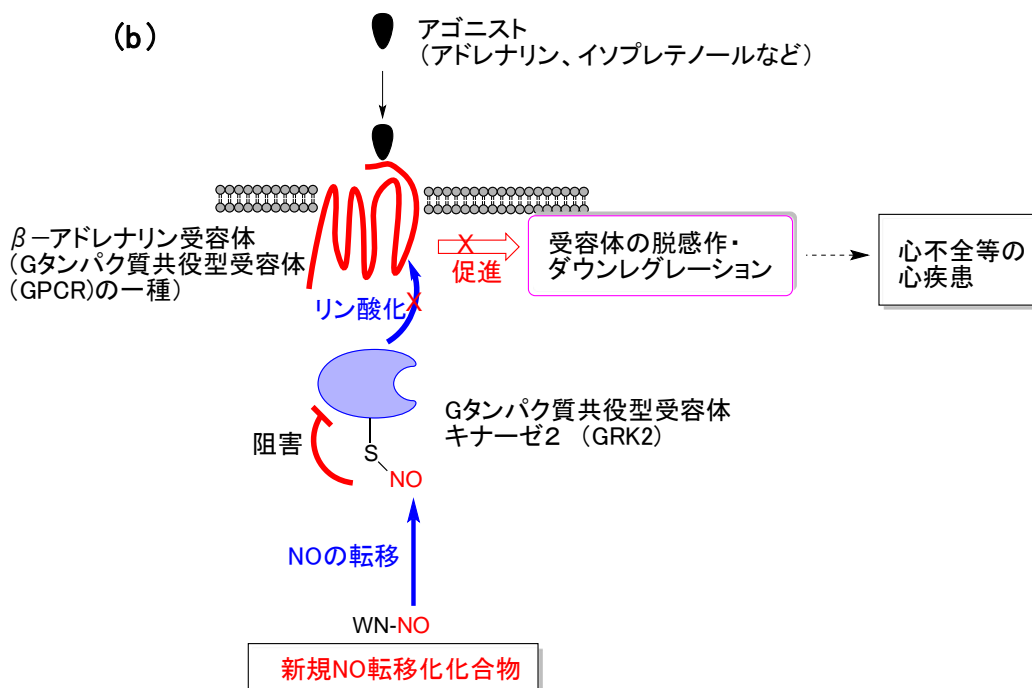 (b)
アゴニスト
(アドレナリン、イソプレテノールなど)
β－アドレナリン受容体
(Gタンパク質共役型受容体
(GPCR)の一種)
X
促進
受容体の脱感作・
ダウンレグレーション
心不全等の
心疾患
リン酸化
X
Gタンパク質共役型受容体
キナーゼ２ (GRK2)
阻害
S
NO
NOの転移
WN-NO
新規NO転移化化合物